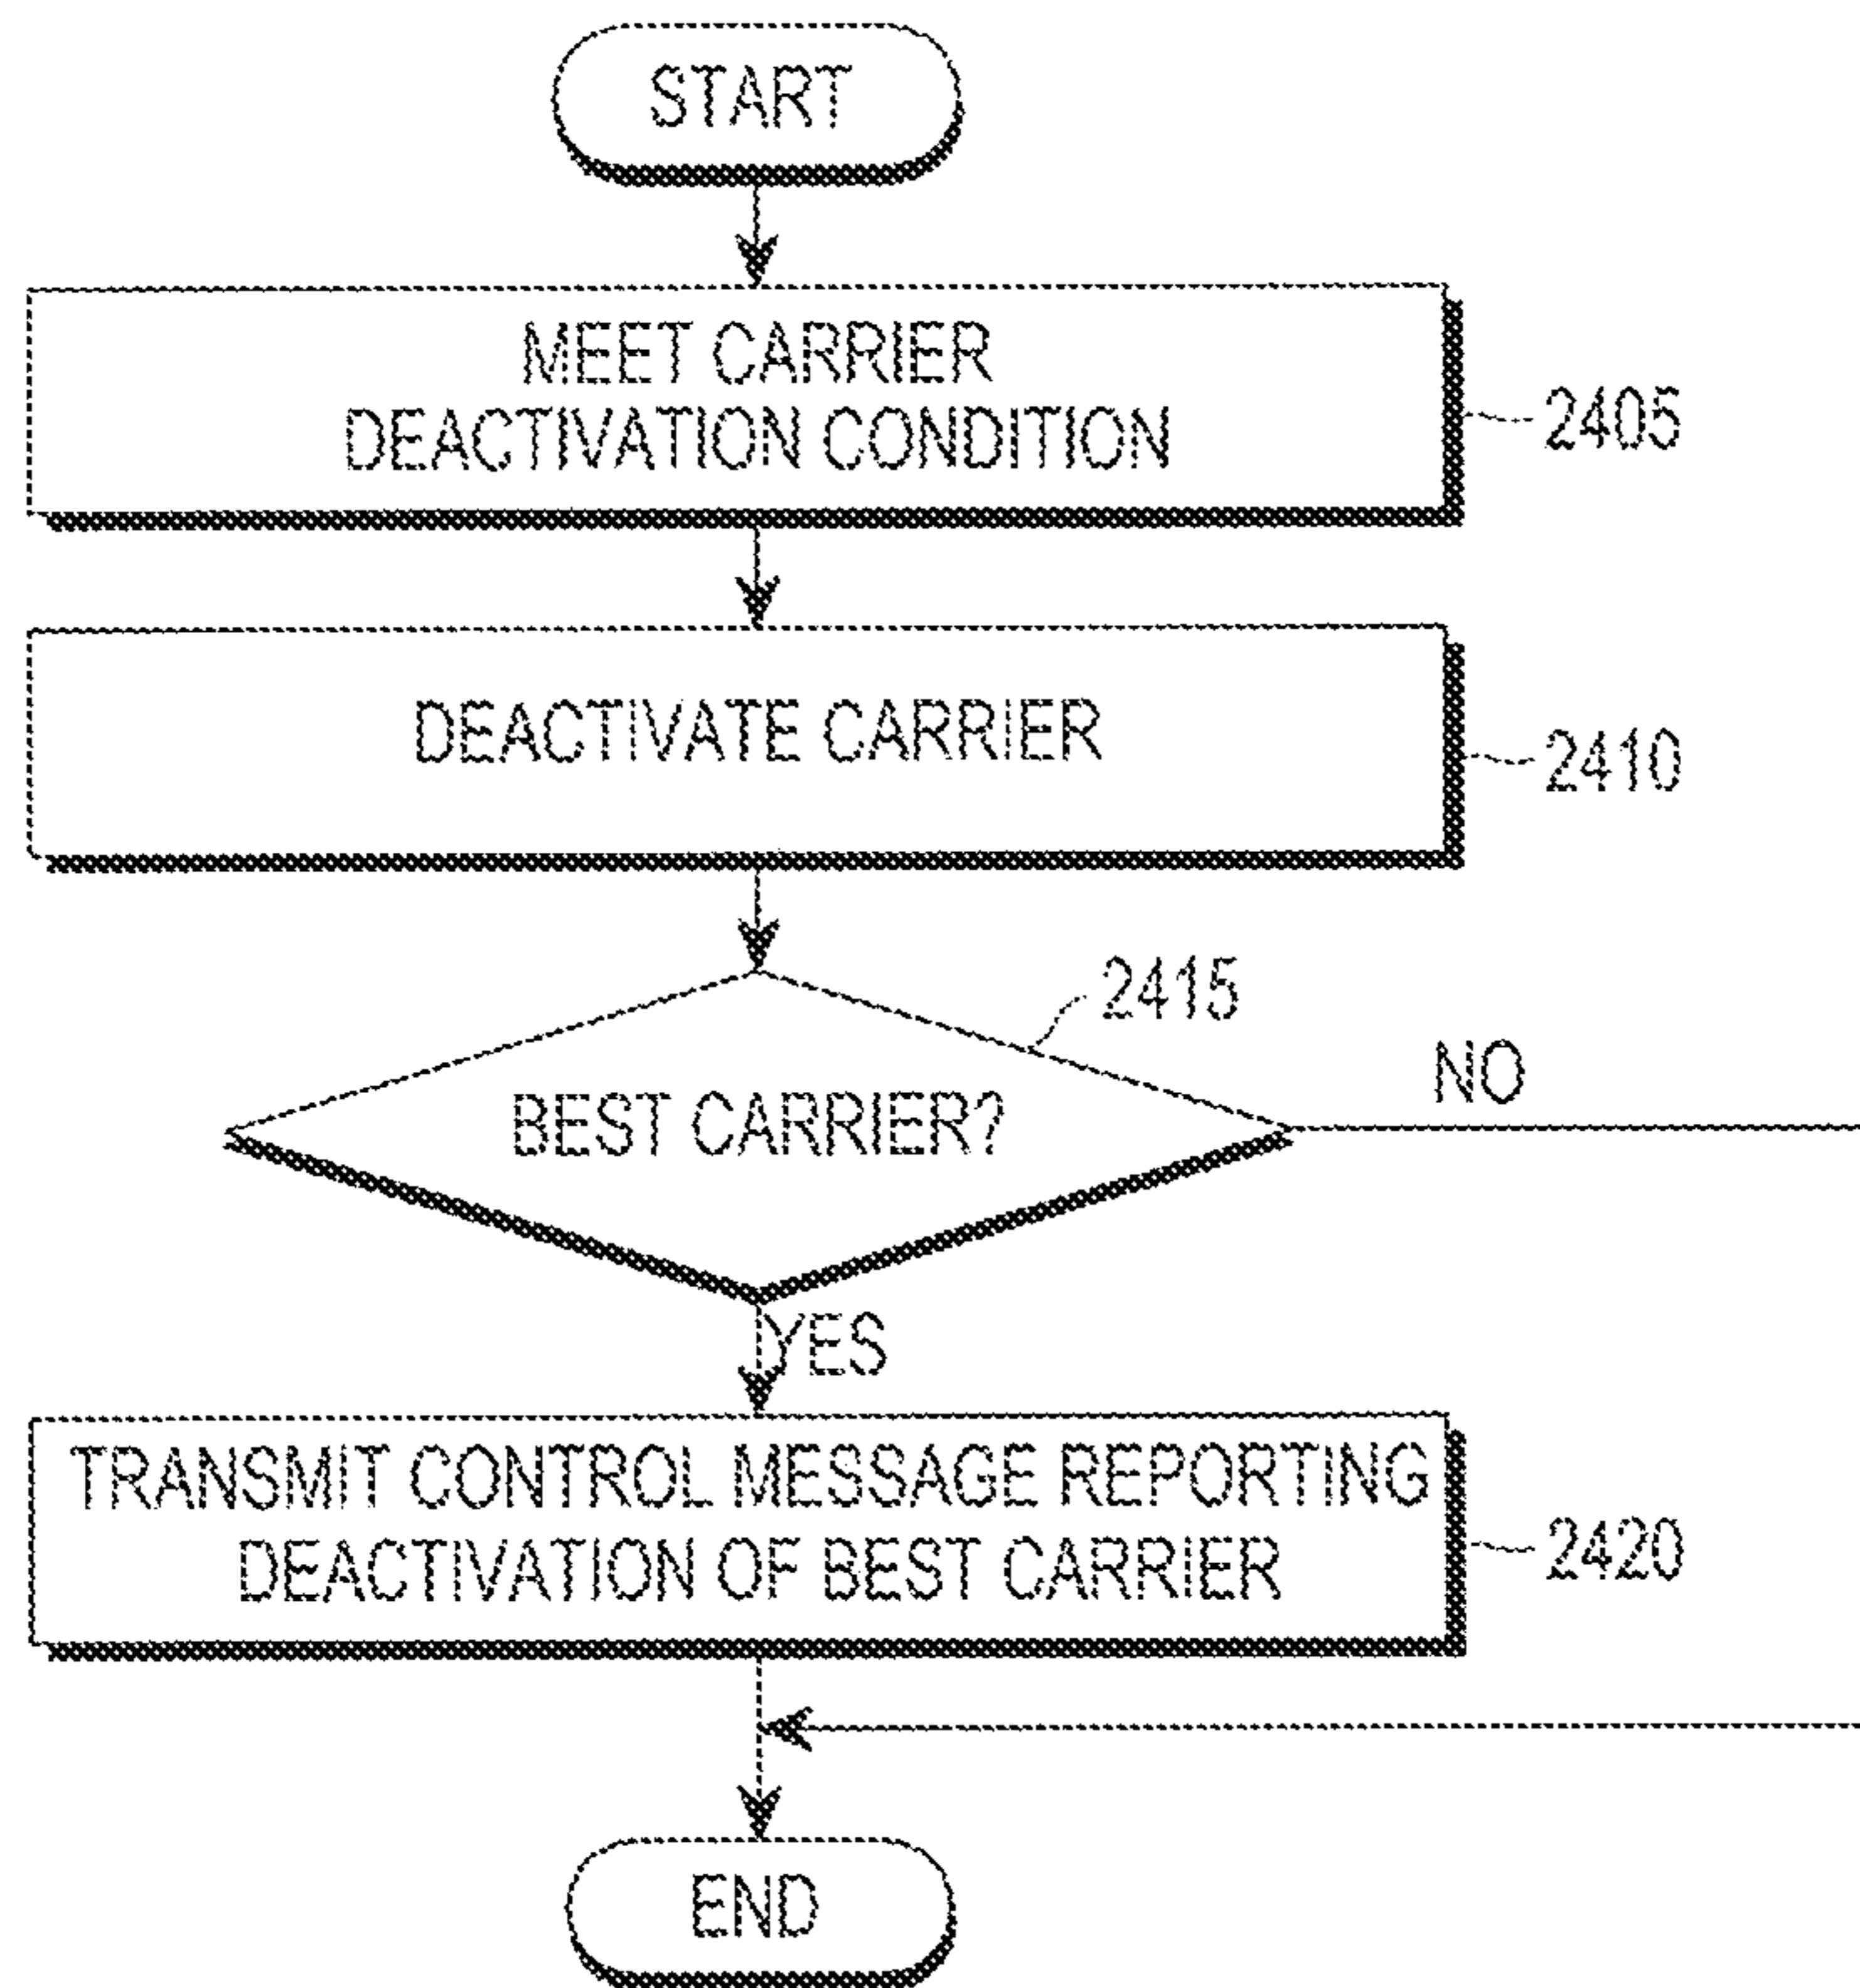 START
MEET CARRIER
DEACTIVATION CONDITION
2405
DEACTIVATE CARRIER
2410
2415
BEST CARRIER?
NO
YES
TRANSMIT CONTROL MESSAGE REPORTING
DEACTIVATION OF BEST CARRIER
2420
END